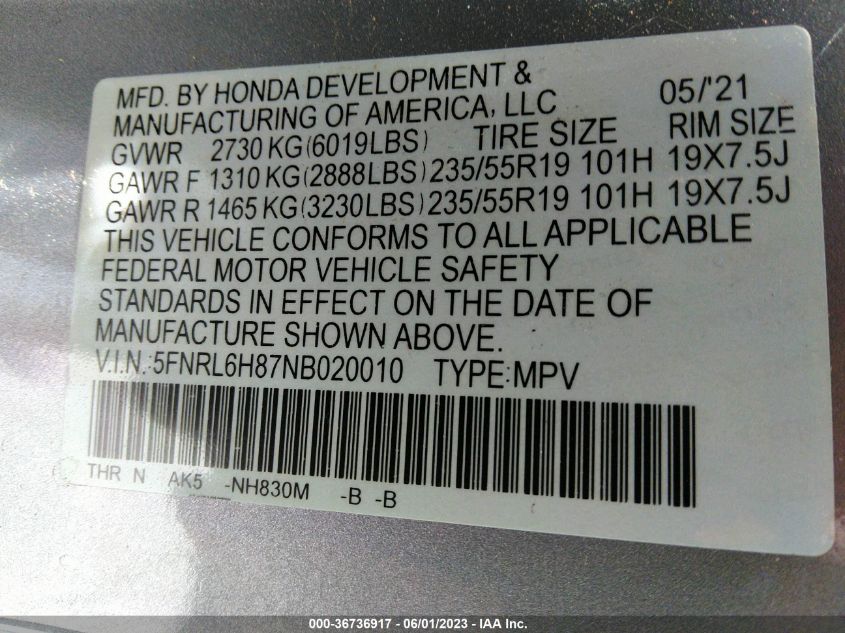 MFD. BY HONDA DEVELOPMENT & 05/'21
MANUFACTURING OF AMERICA, LLC
GVWR 2730 KG(6019LBS) TIRE SIZE RIM SIZE
GAWR F 1310 KG(2888LBS) 235/55R19 101H 19X7.5J
GAWR R 1465 KG(3230LBS) 235/55R19 101H 19X7.5J
THIS VEHICLE CONFORMS TO ALL APPLICABLE
FEDERAL MOTOR VEHICLE SAFETY
STANDARDS IN EFFECT ON THE DATE OF
MANUFACTURE SHOWN ABOVE.
V.I.N.:5FNRL6H87NB020010 TYPE:MPV
THR N AK5 -NH830M -B -B
000-36736917 - 06/01/2023 - IAA Inc.